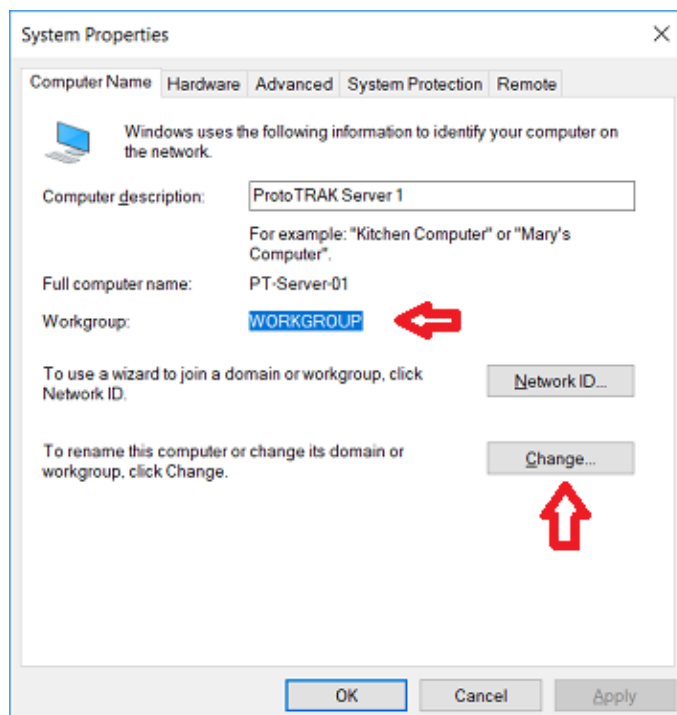 System Properties
Computer Name Hardware Advanced System Protection Remote
Windows uses the following information to identify your computer on
the network.
Computer description: ProtoTRAK Server 1
For example: "Kitchen Computer" or "Mary's
Computer".
Full computer name: PT-Server-01
Workgroup: WORKGROUP
To use a wizard to join a domain or workgroup, click
Network ID.
Network ID...
To rename this computer or change its domain or
workgroup, click Change.
Change...
OK Cancel Apply